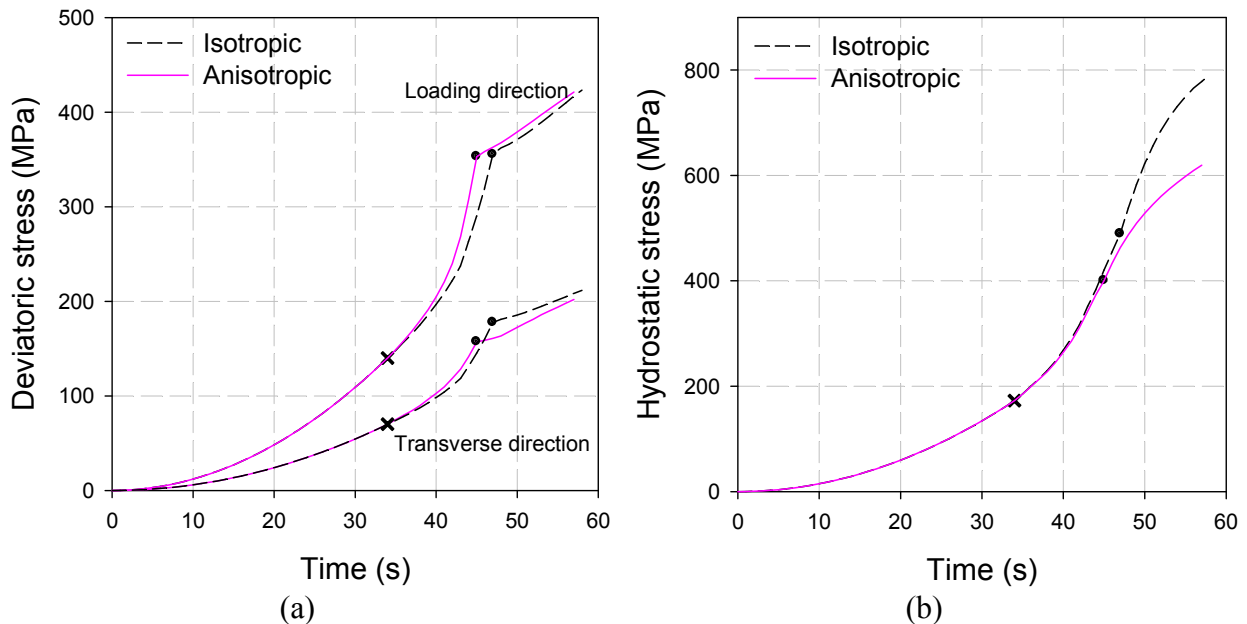 500
400
300
200
100
0
Deviatoric stress (MPa)
Isotropic
Anisotropic
Loading direction
Transverse direction
0 10 20 30 40 50 60
Time (s)
(a)
800
600
400
200
0
Hydrostatic stress (MPa)
Isotropic
Anisotropic
0 10 20 30 40 50 60
Time (s)
(b)